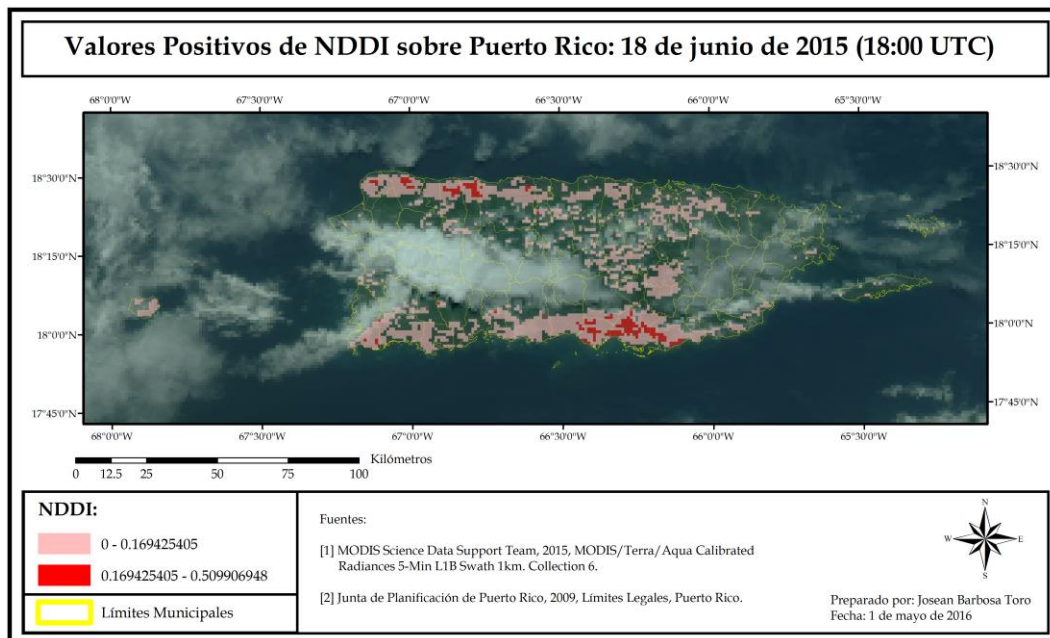 Valores Positivos de NDDI sobre Puerto Rico: 18 de junio de 2015 (18:00 UTC)
68°0'0"W 67°30'0"W 67°0'0"W 66°30'0"W 66°0'0"W 65°30'0"W
18°30'0"N 18°30'0"N
18°15'0"N 18°15'0"N
18°0'0"N 18°0'0"N
17°45'0"N 17°45'0"N
68°0'0"W 67°30'0"W 67°0'0"W 66°30'0"W 66°0'0"W 65°30'0"W
Kilómetros
0 12.5 25 50 75 100
NDDI:
0 - 0.169425405
0.169425405 - 0.509906948
Límites Municipales
Fuentes:
[1] MODIS Science Data Support Team, 2015, MODIS/Terra/Aqua Calibrated
Radiances 5-Min L1B Swath 1km. Collection 6.
[2] Junta de Planificación de Puerto Rico, 2009, Límites Legales, Puerto Rico.
N
W E
S
Preparado por: Josean Barbosa Toro
Fecha: 1 de mayo de 2016